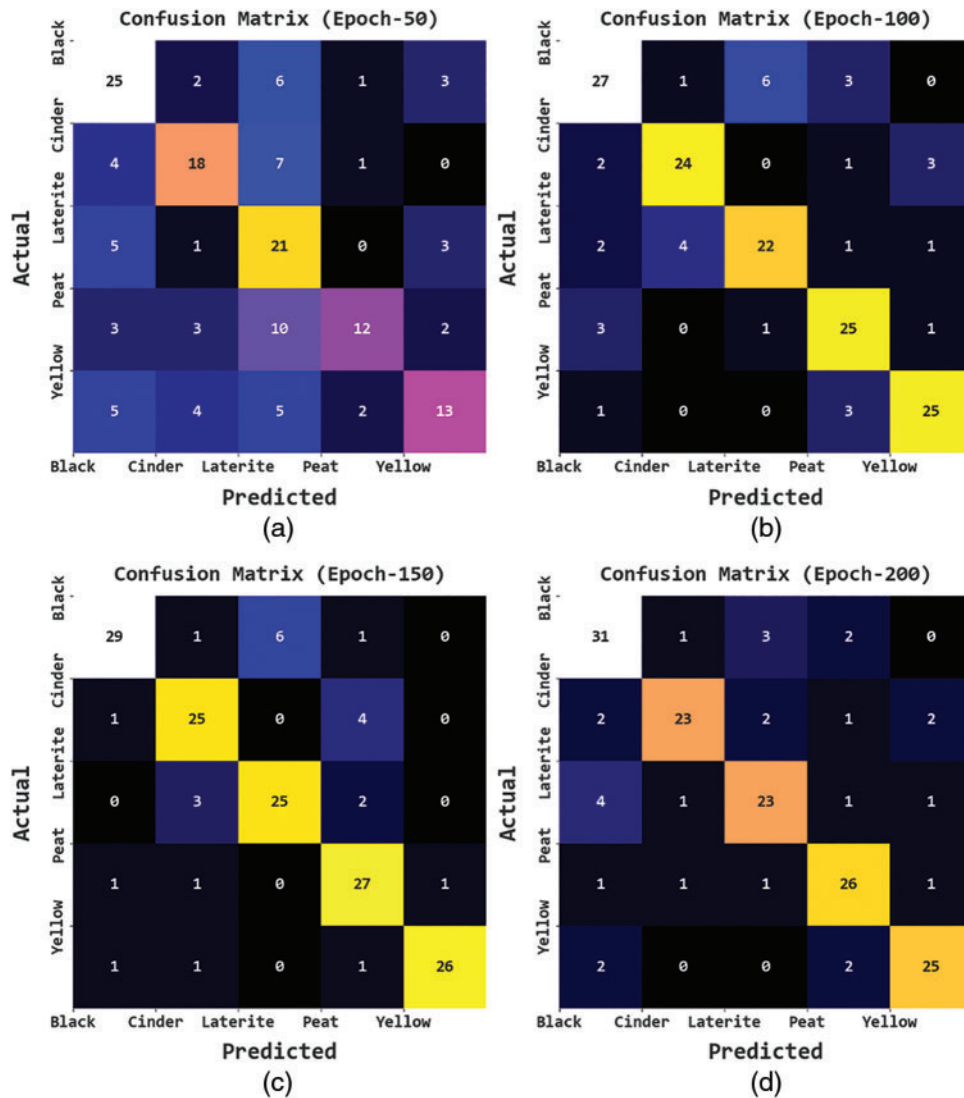 Confusion Matrix (Epoch-50)
Black
25 2 6 1 3
Cinder
4 18 7 1 0
Laterite
5 1 21 0 3
Peat
3 3 10 12 2
Yellow
5 4 5 2 13
Actual
Black Cinder Laterite Peat Yellow
Predicted
(a)
Confusion Matrix (Epoch-100)
Black
27 1 6 3 0
Cinder
2 24 0 1 3
Laterite
2 4 22 1 1
Peat
3 0 1 25 1
Yellow
1 0 0 3 25
Actual
Black Cinder Laterite Peat Yellow
Predicted
(b)
Confusion Matrix (Epoch-150)
Black
29 1 6 1 0
Cinder
1 25 0 4 0
Laterite
0 3 25 2 0
Peat
1 1 0 27 1
Yellow
1 1 0 1 26
Actual
Black Cinder Laterite Peat Yellow
Predicted
(c)
Confusion Matrix (Epoch-200)
Black
31 1 3 2 0
Cinder
2 23 2 1 2
Laterite
4 1 23 1 1
Peat
1 1 1 26 1
Yellow
2 0 0 2 25
Actual
Black Cinder Laterite Peat Yellow
Predicted
(d)